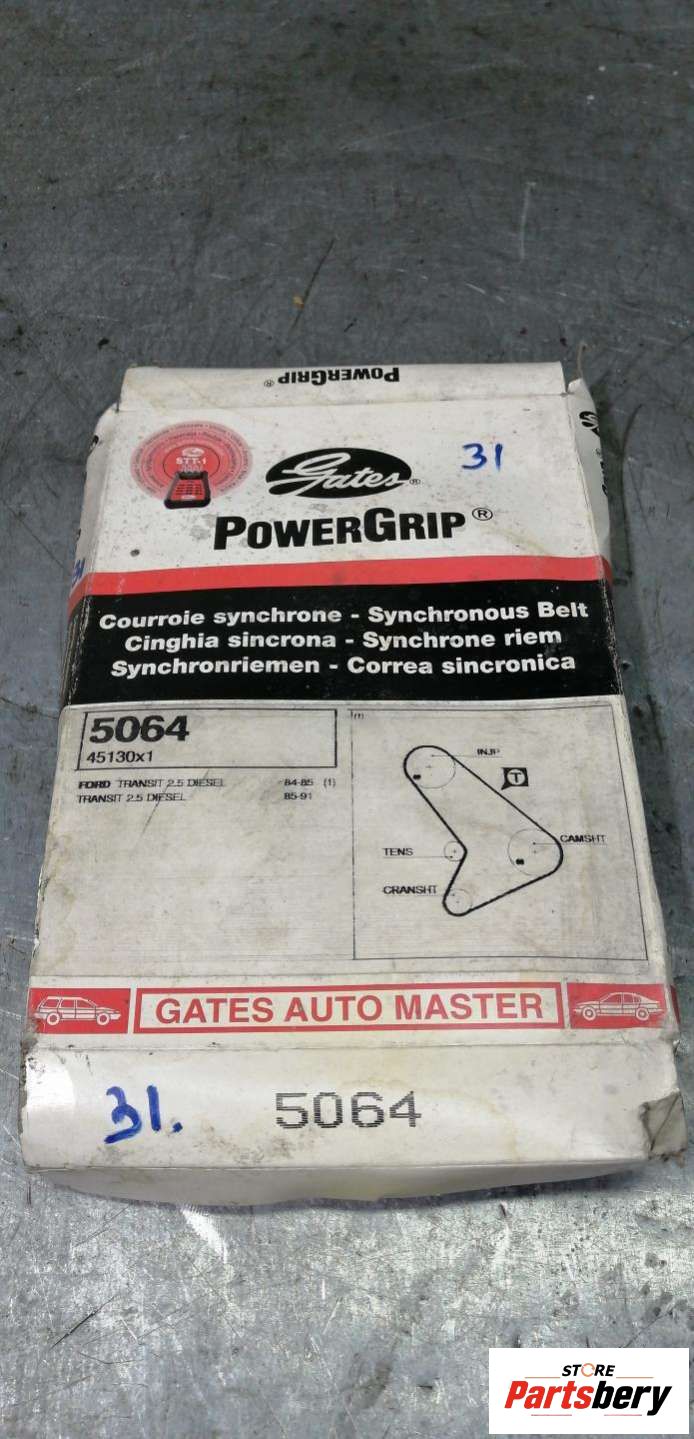 PowerGrip®
STT-1
Gates®
31
PowerGrip®
Courroie synchrone - Synchronous Belt
Cinghia sincrona - Synchrone riem
Synchronriemen - Correa sincronica
5064
45130x1
FORD TRANSIT 2.5 DIESEL 84-85 (1)
TRANSIT 2.5 DIESEL 85-91
INJP
T
CAMSHT
TENS
CRANSHT
GATES AUTO MASTER
31. 5064
STORE
Partsbery